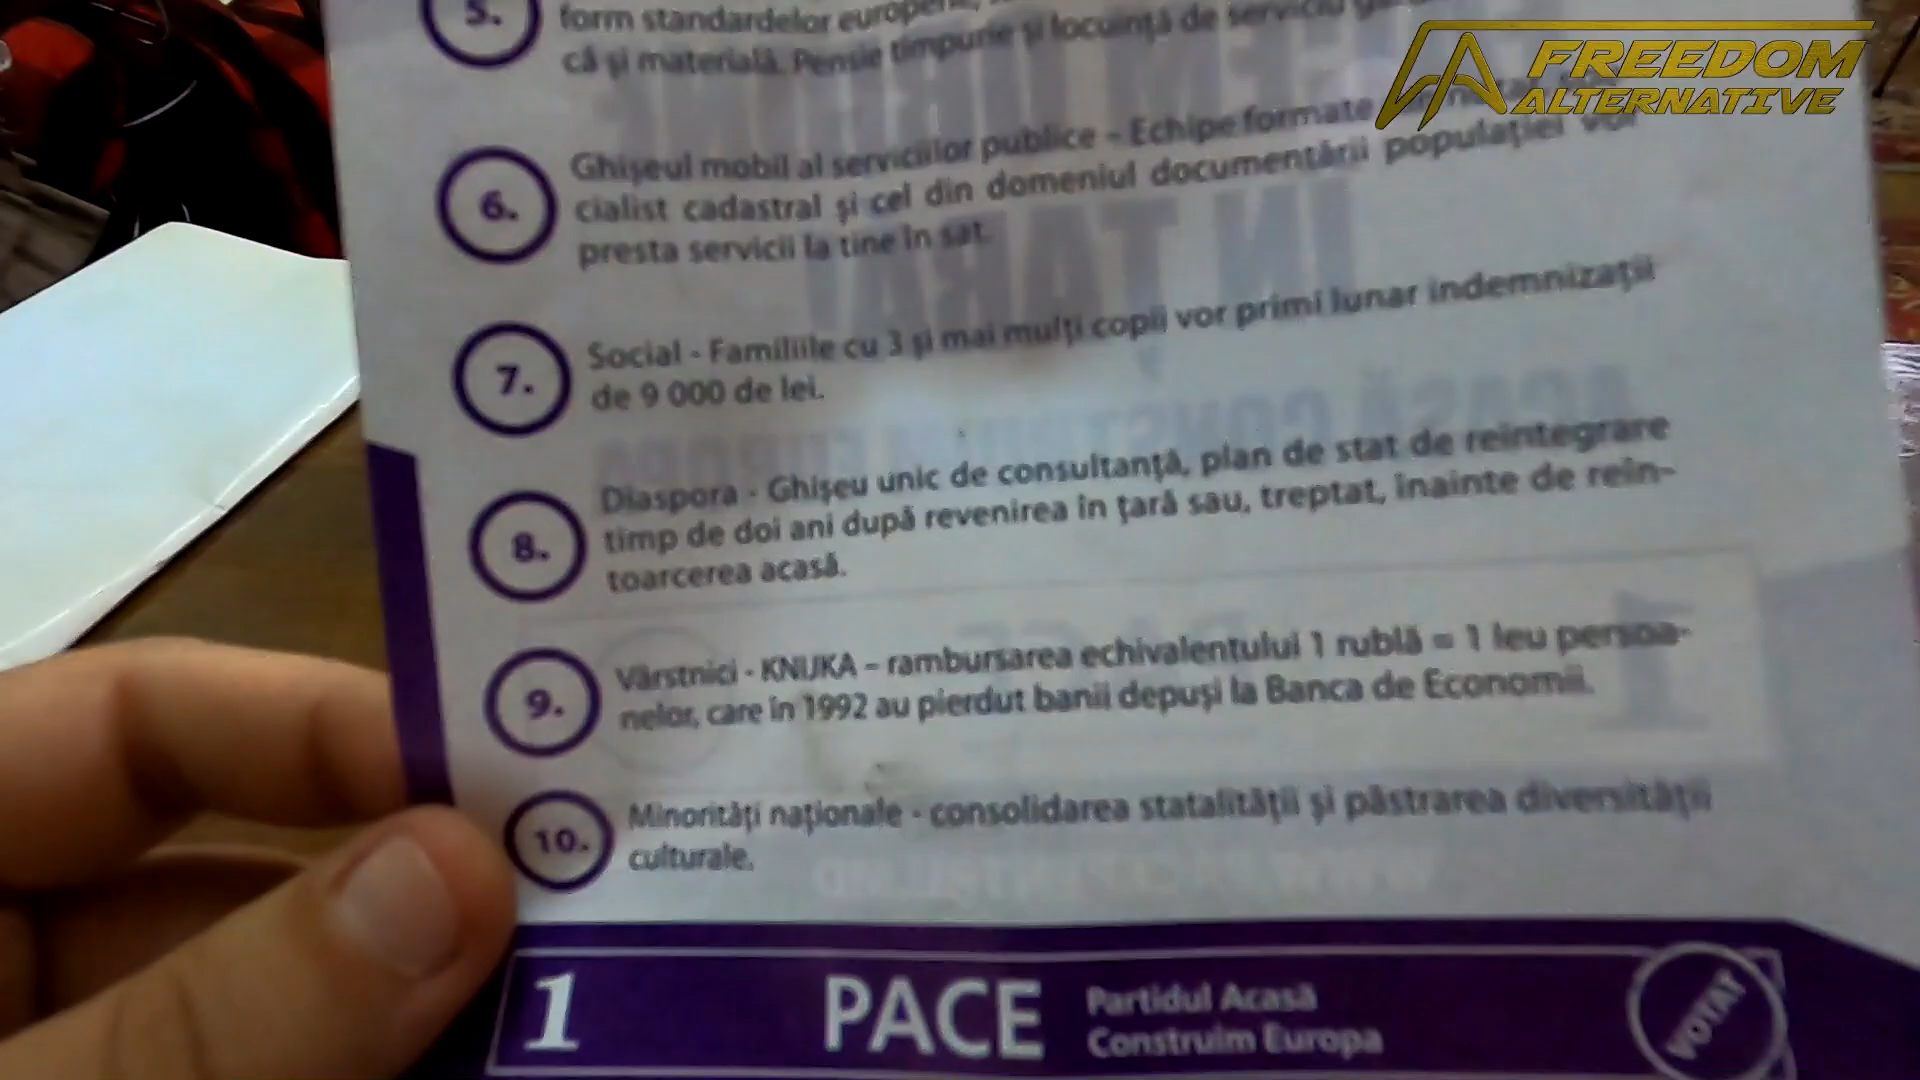 FREEDOM
ALTERNATIVE
5.
form standardelor europene,
că și materială. Pensie timpurie și locuință de serviciu
6.
Ghișeul mobil al serviciilor publice – Echipe formate
cialist cadastral și cel din domeniul documentării populației vor
presta servicii la tine în sat.
7.
Social - Familiile cu 3 și mai mulți copii vor primi lunar indemnizații
de 9 000 de lei.
8.
Diaspora - Ghișeu unic de consultanță, plan de stat de reintegrare
timp de doi ani după revenirea în țară sau, treptat, înainte de reîn-
toarcerea acasă.
9.
Vârstnici - KNIJKA – rambursarea echivalentului 1 rublă = 1 leu persoa-
nelor, care în 1992 au pierdut banii depuși la Banca de Economii.
10.
Minorități naționale - consolidarea statalității și păstrarea diversității
culturale.
1 PACE Partidul Acasă
Construim Europa
VOTAT